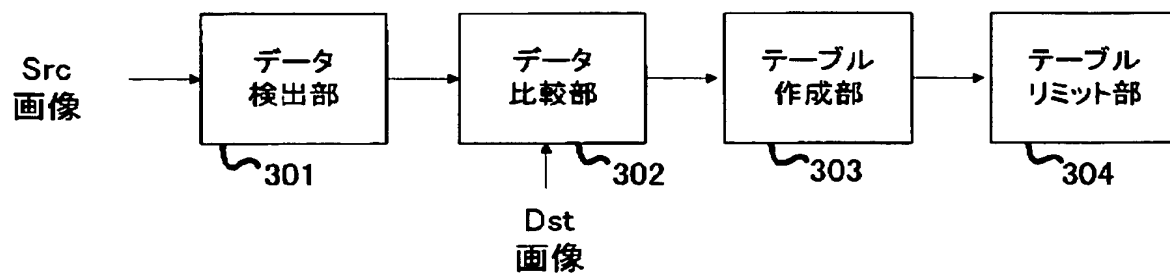 Src
画像
データ
検出部
301
データ
比較部
302
テーブル
作成部
303
テーブル
リミット部
304
Dst
画像